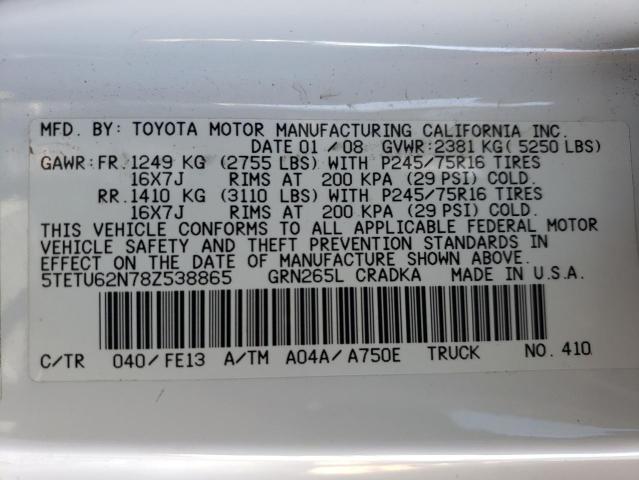 MFD. BY: TOYOTA MOTOR MANUFACTURING CALIFORNIA INC.
DATE 01 / 08 GVWR:2381 KG( 5250 LBS)
GAWR:FR.1249 KG (2755 LBS) WITH P245/75R16 TIRES
16X7J RIMS AT 200 KPA (29 PSI) COLD.
RR.1410 KG (3110 LBS) WITH P245/75R16 TIRES
16X7J RIMS AT 200 KPA (29 PSI) COLD.
THIS VEHICLE CONFORMS TO ALL APPLICABLE FEDERAL MOTOR
VEHICLE SAFETY AND THEFT PREVENTION STANDARDS IN
EFFECT ON THE DATE OF MANUFACTURE SHOWN ABOVE.
5TETU62N78Z538865 GRN265L CRADKA MADE IN U.S.A.
C/TR 040/ FE13 A/TM A04A/ A750E TRUCK NO. 410